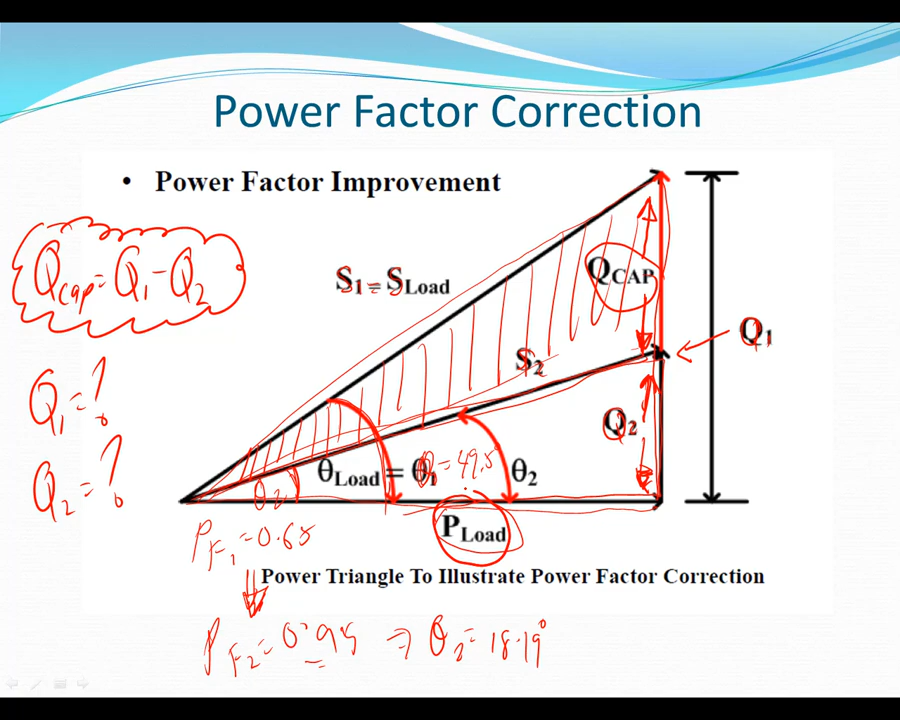 Power Factor Correction
• Power Factor Improvement
Qcap = Q1 - Q2
S1 = SLoad
QCAP
Q1
S2
Q1 = ?
Q2
Q2 = ?
θLoad = θ1
θ = 49.5°
θ2
θ2
PLoad
PF1 = 0.65
Power Triangle To Illustrate Power Factor Correction
PF2 = 0.95 ⇒ θ2 = 18.19°